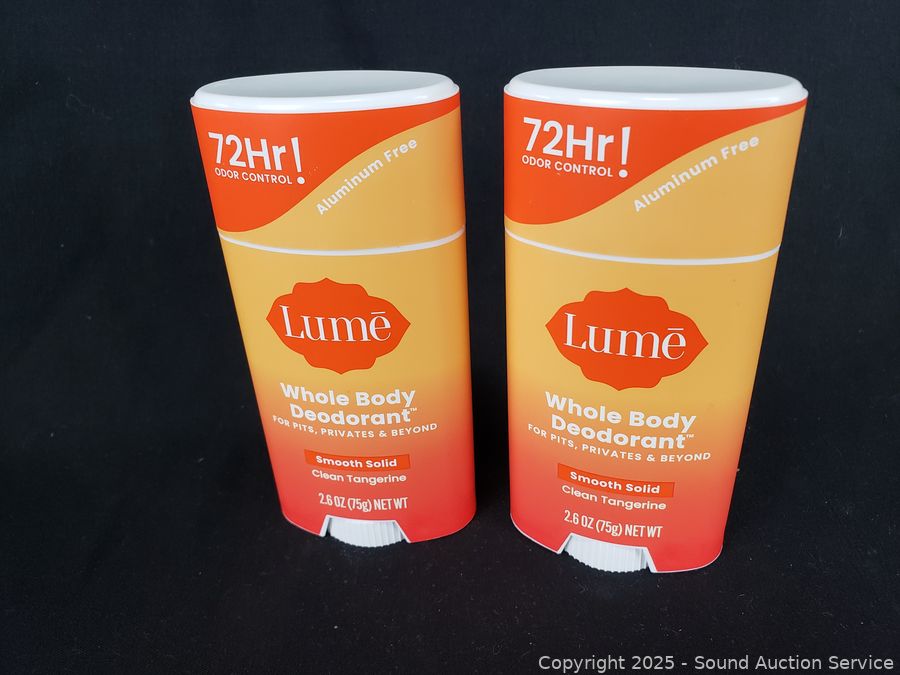 72Hr!
ODOR CONTROL
Aluminum Free
Lumē
Whole Body
Deodorant™
FOR PITS, PRIVATES & BEYOND
Smooth Solid
Clean Tangerine
2.6 OZ (75g) NET WT
72Hr!
ODOR CONTROL
Aluminum Free
Lumē
Whole Body
Deodorant™
FOR PITS, PRIVATES & BEYOND
Smooth Solid
Clean Tangerine
2.6 OZ (75g) NET WT
Copyright 2025 - Sound Auction Service